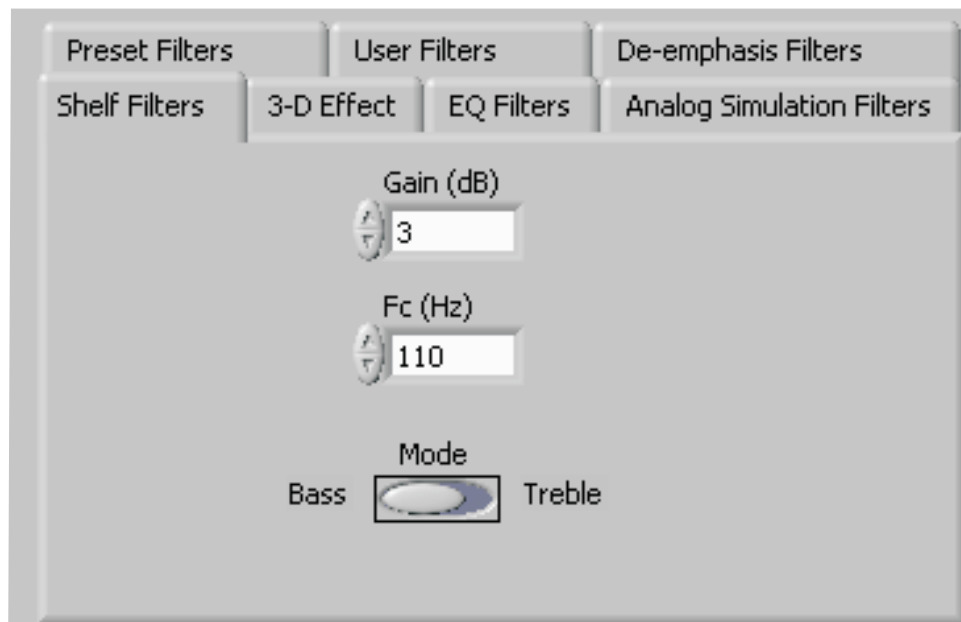 Preset Filters User Filters De-emphasis Filters
Shelf Filters 3-D Effect EQ Filters Analog Simulation Filters
Gain (dB)
3
Fc (Hz)
110
Mode
Bass Treble